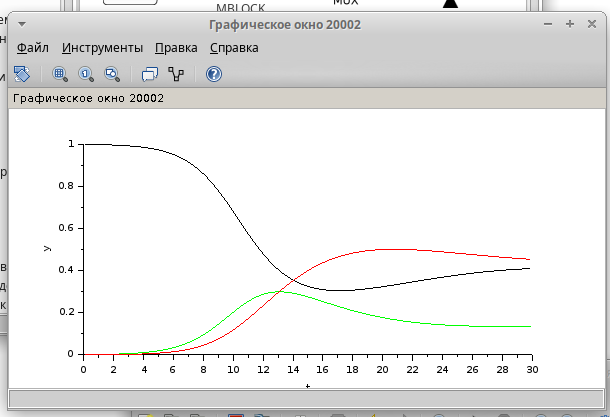 MBLOCK
MUX
Графическое окно 20002
Файл Инструменты Правка Справка
Графическое окно 20002
1
0.8
0.6
y
0.4
0.2
0
0 2 4 6 8 10 12 14 16 18 20 22 24 26 28 30